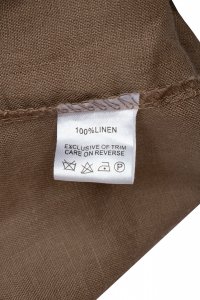 100%LINEN
EXCLUSIVE OF TRIM
CARE ON REVERSE